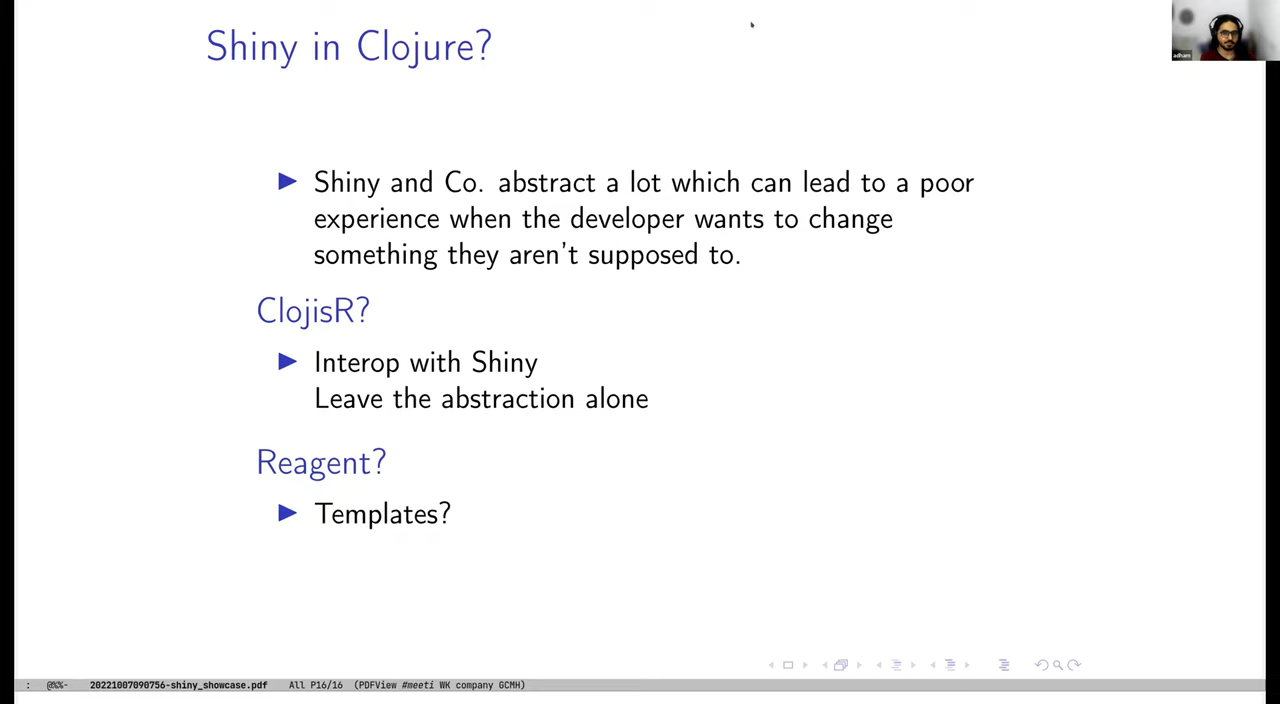 Shiny in Clojure?
adham
Shiny and Co. abstract a lot which can lead to a poor
experience when the developer wants to change
something they aren't supposed to.
ClojisR?
Interop with Shiny
Leave the abstraction alone
Reagent?
Templates?
: @%%- 20221007090756-shiny_showcase.pdf All P16/16 (PDFView #meeti WK company GCMH)